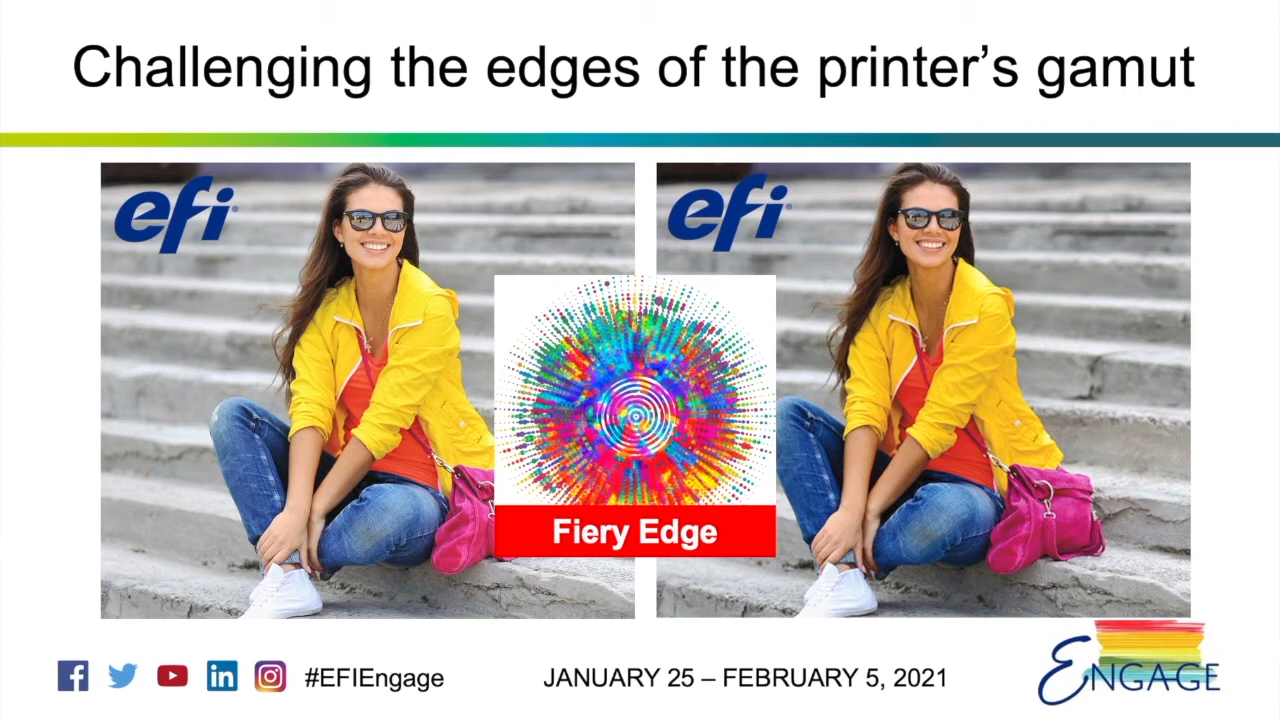 Challenging the edges of the printer's gamut
efi®
efi®
Fiery Edge
#EFIEngage
JANUARY 25 – FEBRUARY 5, 2021
ENGAGE